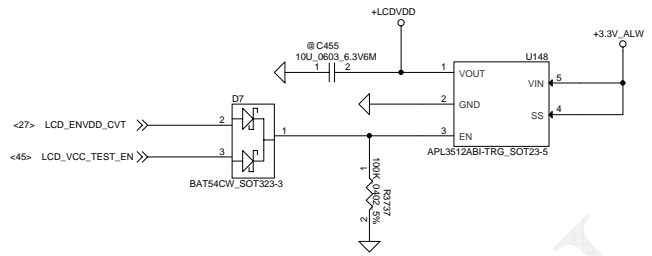 +LCDVDD
+3.3V_ALW
@ C455
10U_0603_6.3V6M
1 2
U148
1 VOUT
VIN 5
2 GND
SS 4
3 EN
APL3512ABI-TRG_SOT23-5
D7
<27> LCD_ENVDD_CVT 2
1
<45> LCD_VCC_TEST_EN 3
BAT54CW_SOT323-3
1
2
100K_0402_5%
R3737